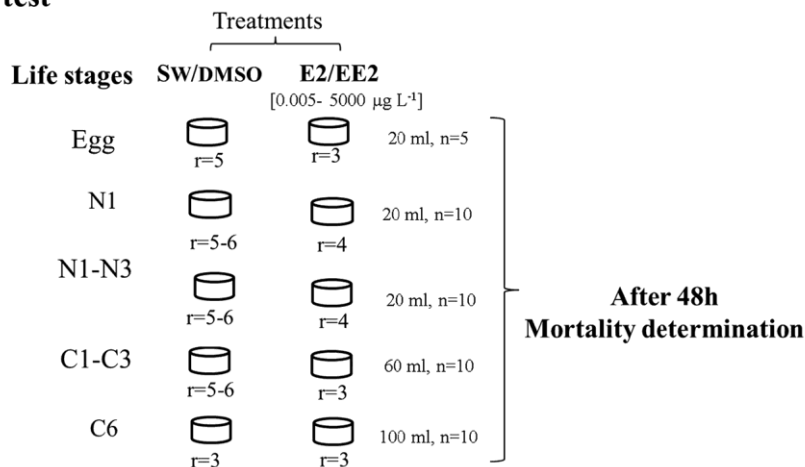 test
Treatments
Life stages SW/DMSO E2/EE2
[0.005- 5000 µg L⁻¹]
Egg 20 ml, n=5
r=5 r=3
N1 20 ml, n=10
r=5-6 r=4
N1-N3 20 ml, n=10
r=5-6 r=4
C1-C3 60 ml, n=10
r=5-6 r=3
C6 100 ml, n=10
r=3 r=3
After 48h
Mortality determination